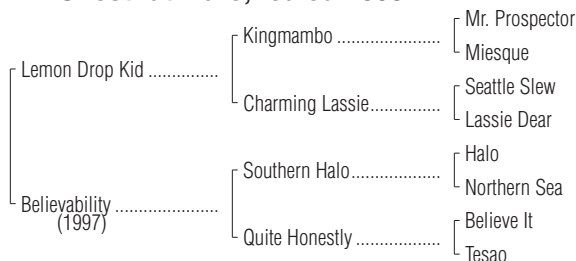 Mr. Prospector
Kingmambo ..................
Miesque
Lemon Drop Kid ..............
Seattle Slew
Charming Lassie................
Lassie Dear
Halo
Southern Halo....................
Northern Sea
Believability .....................
(1997)
Believe It
Quite Honestly ..................
Tesao